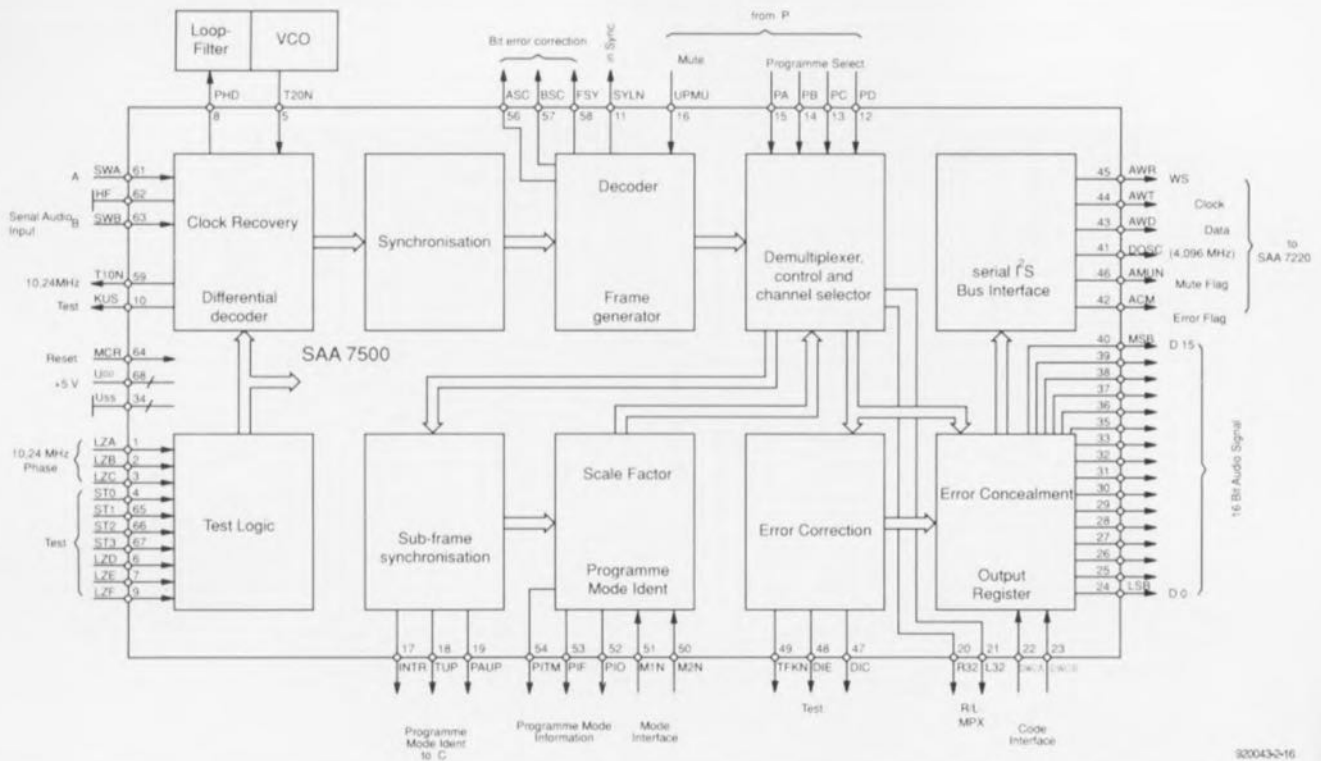 Loop-
Filter
VCO
from P
Bit error correction
in Sync
Mute
Programme Select
PHD
T20N
ASC
BSC
FSY
SYLN
UPMU
PA
PB
PC
PD
8
5
56
57
58
11
16
15
14
13
12
A
SWA
61
HF
62
Serial Audio
Input
B
SWB
63
10,24MHz
T10N
59
Test
KUS
10
Clock Recovery
Differential
decoder
Synchronisation
Decoder
Frame
generator
Demultiplexer,
control and
channel selector
serial I²S
Bus Interface
45
AWR
WS
44
AWT
Clock
43
AWD
Data
41
DOSC
(4,096 MHz)
46
AMUN
Mute Flag
42
ACM
Error Flag
to
SAA 7220
SAA 7500
Reset
MCR
64
+5 V
UDD
68
USS
34
10,24 MHz
Phase
LZA
1
LZB
2
LZC
3
Test
ST0
4
ST1
65
ST2
66
ST3
67
LZD
6
LZE
7
LZF
9
Test Logic
Sub-frame
synchronisation
Scale Factor
Programme
Mode Ident
Error Correction
Error Concealment
Output
Register
40
MSB
D 15
39
38
37
36
35
33
32
31
30
29
28
27
26
25
24
LSB
D 0
16 Bit Audio Signal
17
18
19
54
53
52
51
50
49
48
47
20
21
22
23
INTR
TUP
PAUP
PITM
PIF
PIO
M1N
M2N
TFKN
DIE
DIC
R32
L32
Programme
Mode Ident
to C
Programme Mode
Information
Mode
Interface
Test
R/L
MPX
Code
Interface
920043-2-16